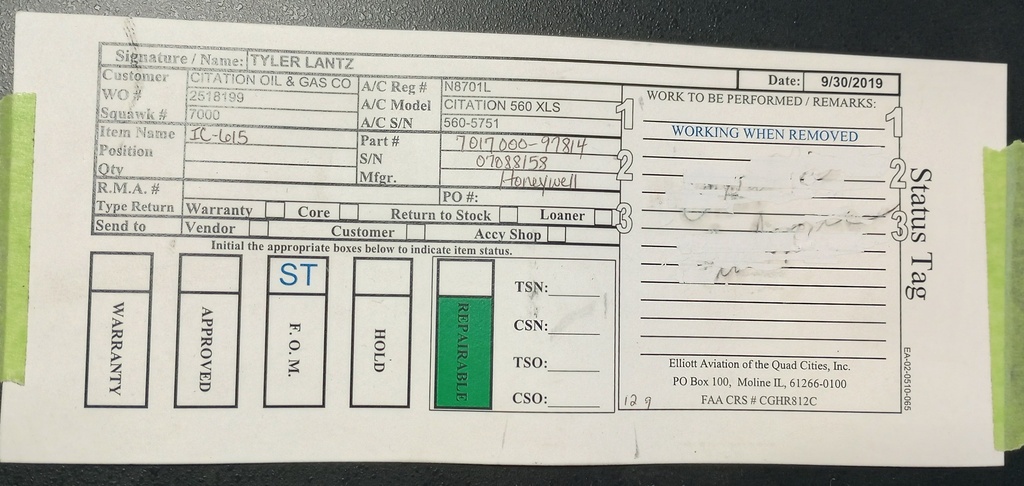 Signature / Name: TYLER LANTZ
Date: 9/30/2019
Customer CITATION OIL & GAS CO
WO # 2518199
Squawk # 7000
A/C Reg # N8701L
A/C Model CITATION 560 XLS
A/C S/N 560-5751
Item Name IC-615
Position
Qty
Part # 7017000-97814
S/N 07088158
Mfgr. Honeywell
R.M.A. #
PO #:
Type Return Warranty Core Return to Stock Loaner
Send to Vendor Customer Accy Shop
Initial the appropriate boxes below to indicate item status.
WARRANTY
APPROVED
ST
F.O.M.
HOLD
REPAIRABLE
TSN:
CSN:
TSO:
CSO:
1
2
3
WORK TO BE PERFORMED / REMARKS:
WORKING WHEN REMOVED
1
2
3
Elliott Aviation of the Quad Cities, Inc.
PO Box 100, Moline IL, 61266-0100
FAA CRS # CGHR812C
12 9
Status Tag
EA-02-0510-065